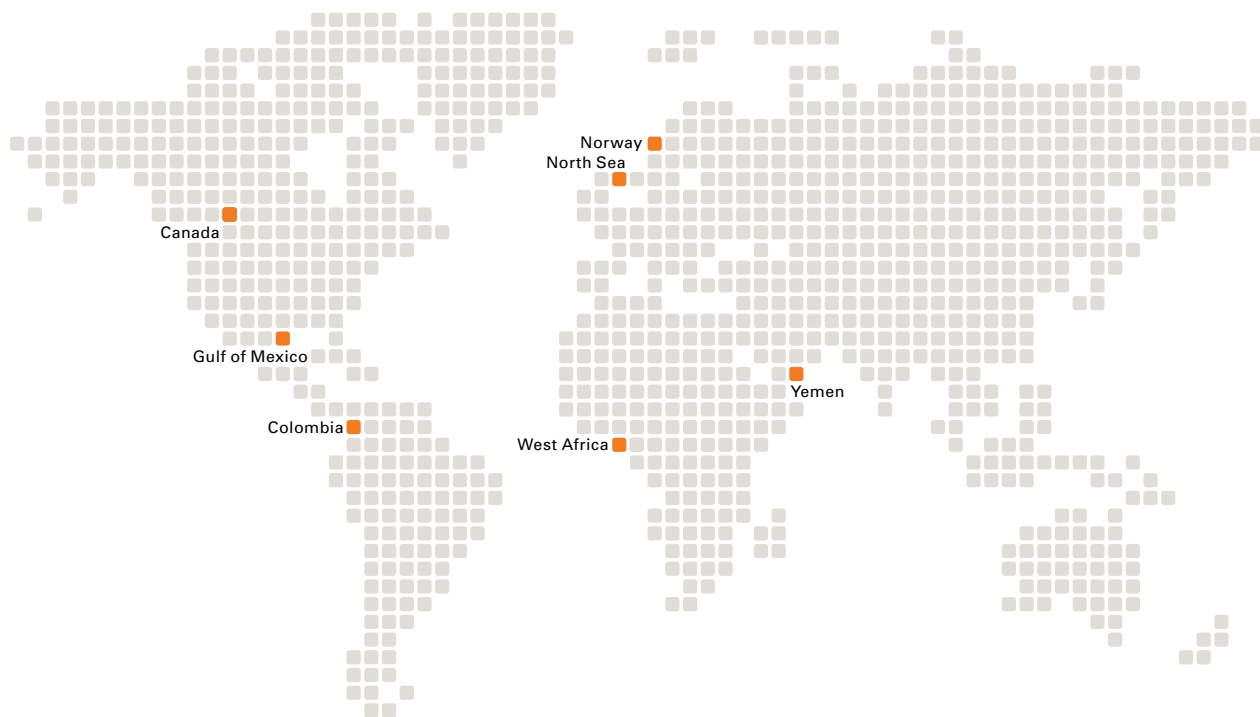 Norway
North Sea
Canada
Gulf of Mexico
Yemen
Colombia
West Africa